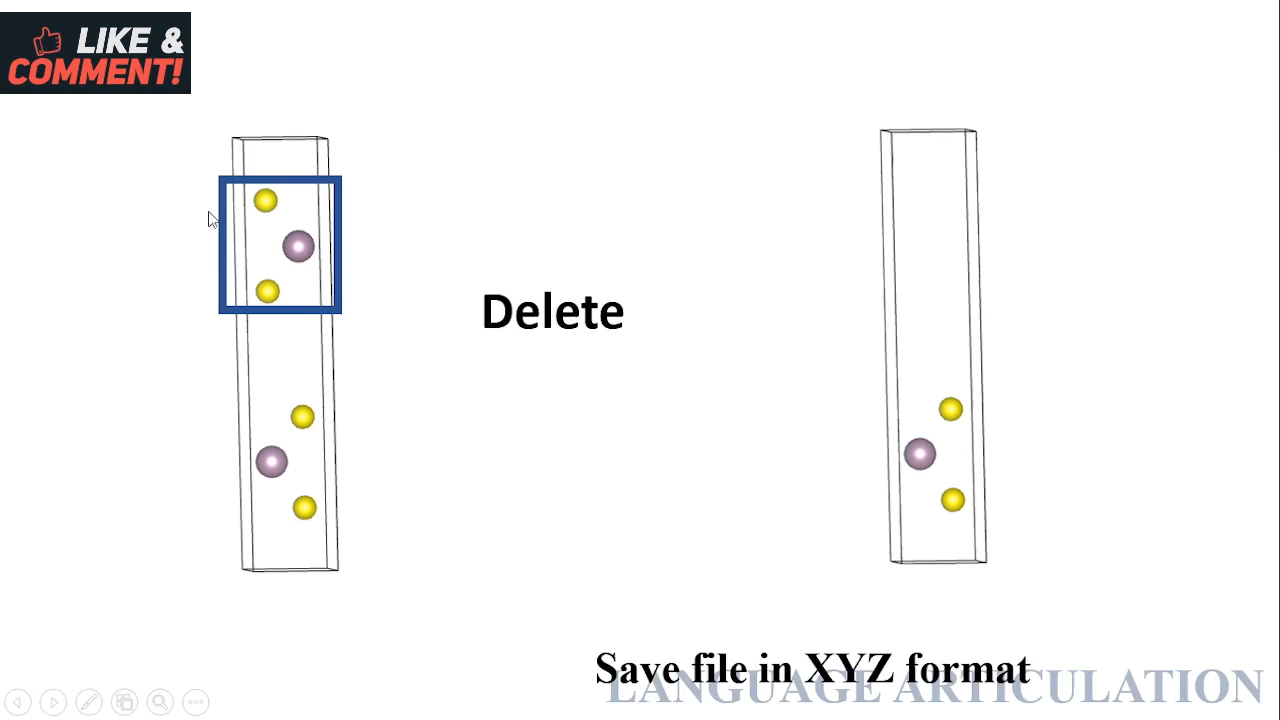 LIKE &
COMMENT!
Delete
Save file in XYZ format
LANGUAGE ARTICULATION